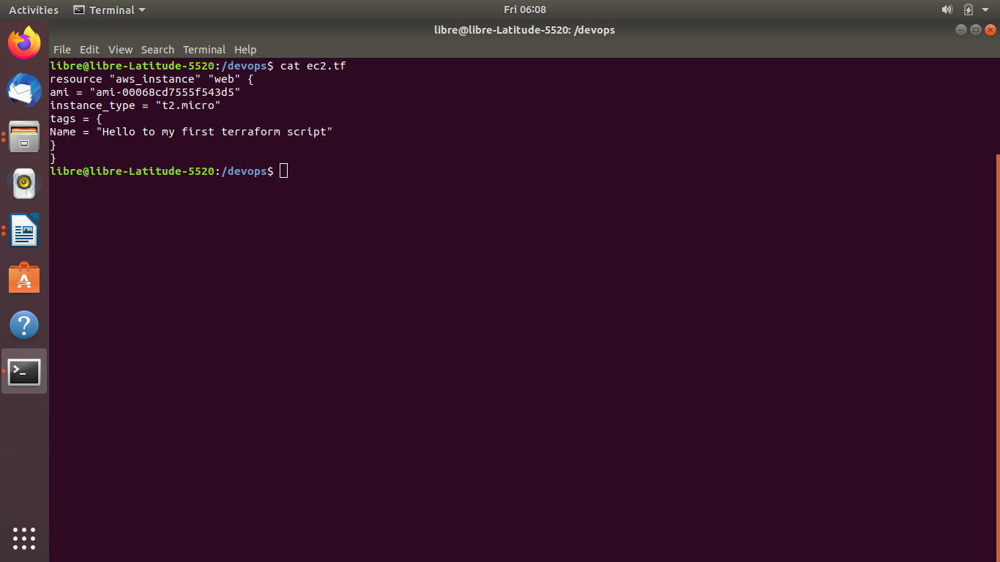 Activities Terminal Fri 06:08
libre@libre-Latitude-5520: /devops
File Edit View Search Terminal Help
libre@libre-Latitude-5520:/devops$ cat ec2.tf
resource "aws_instance" "web" {
ami = "ami-00068cd7555f543d5"
instance_type = "t2.micro"
tags = {
Name = "Hello to my first terraform script"
}
}
libre@libre-Latitude-5520:/devops$